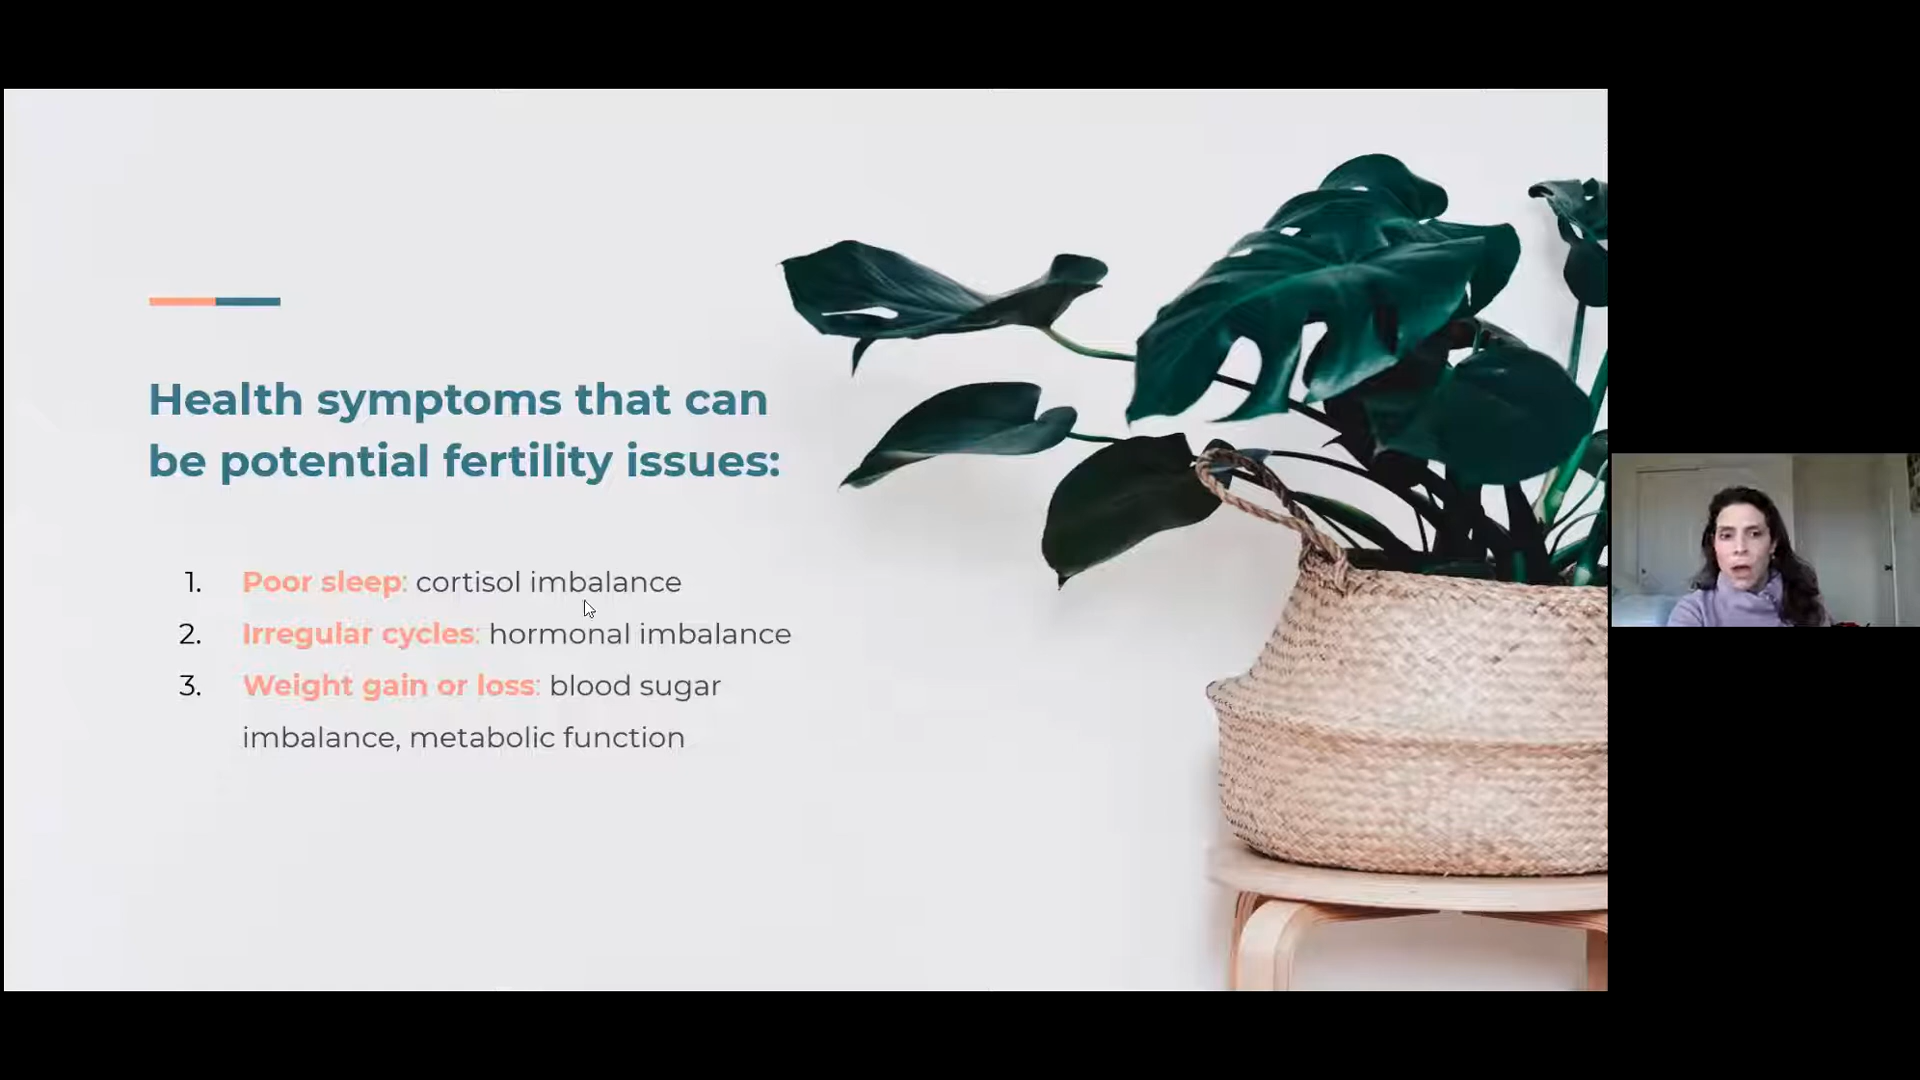 Health symptoms that can
be potential fertility issues:
1. Poor sleep: cortisol imbalance
2. Irregular cycles: hormonal imbalance
3. Weight gain or loss: blood sugar
imbalance, metabolic function